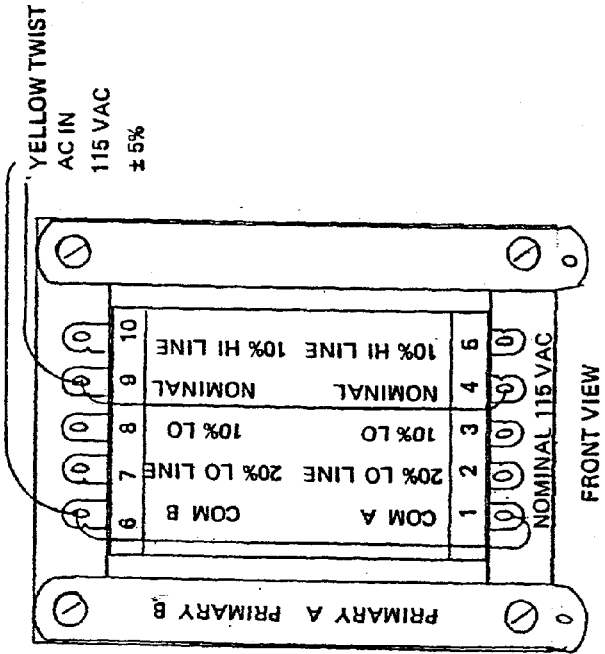 YELLOW TWIST
AC IN
115 VAC
± 5%
6 7 8 9 10
COM B
20% LO LINE
10% LO
NOMINAL
10% HI LINE
COM A
20% LO LINE
10% LO
NOMINAL
10% HI LINE
1 2 3 4 5
PRIMARY A PRIMARY B
NOMINAL 115 VAC
FRONT VIEW